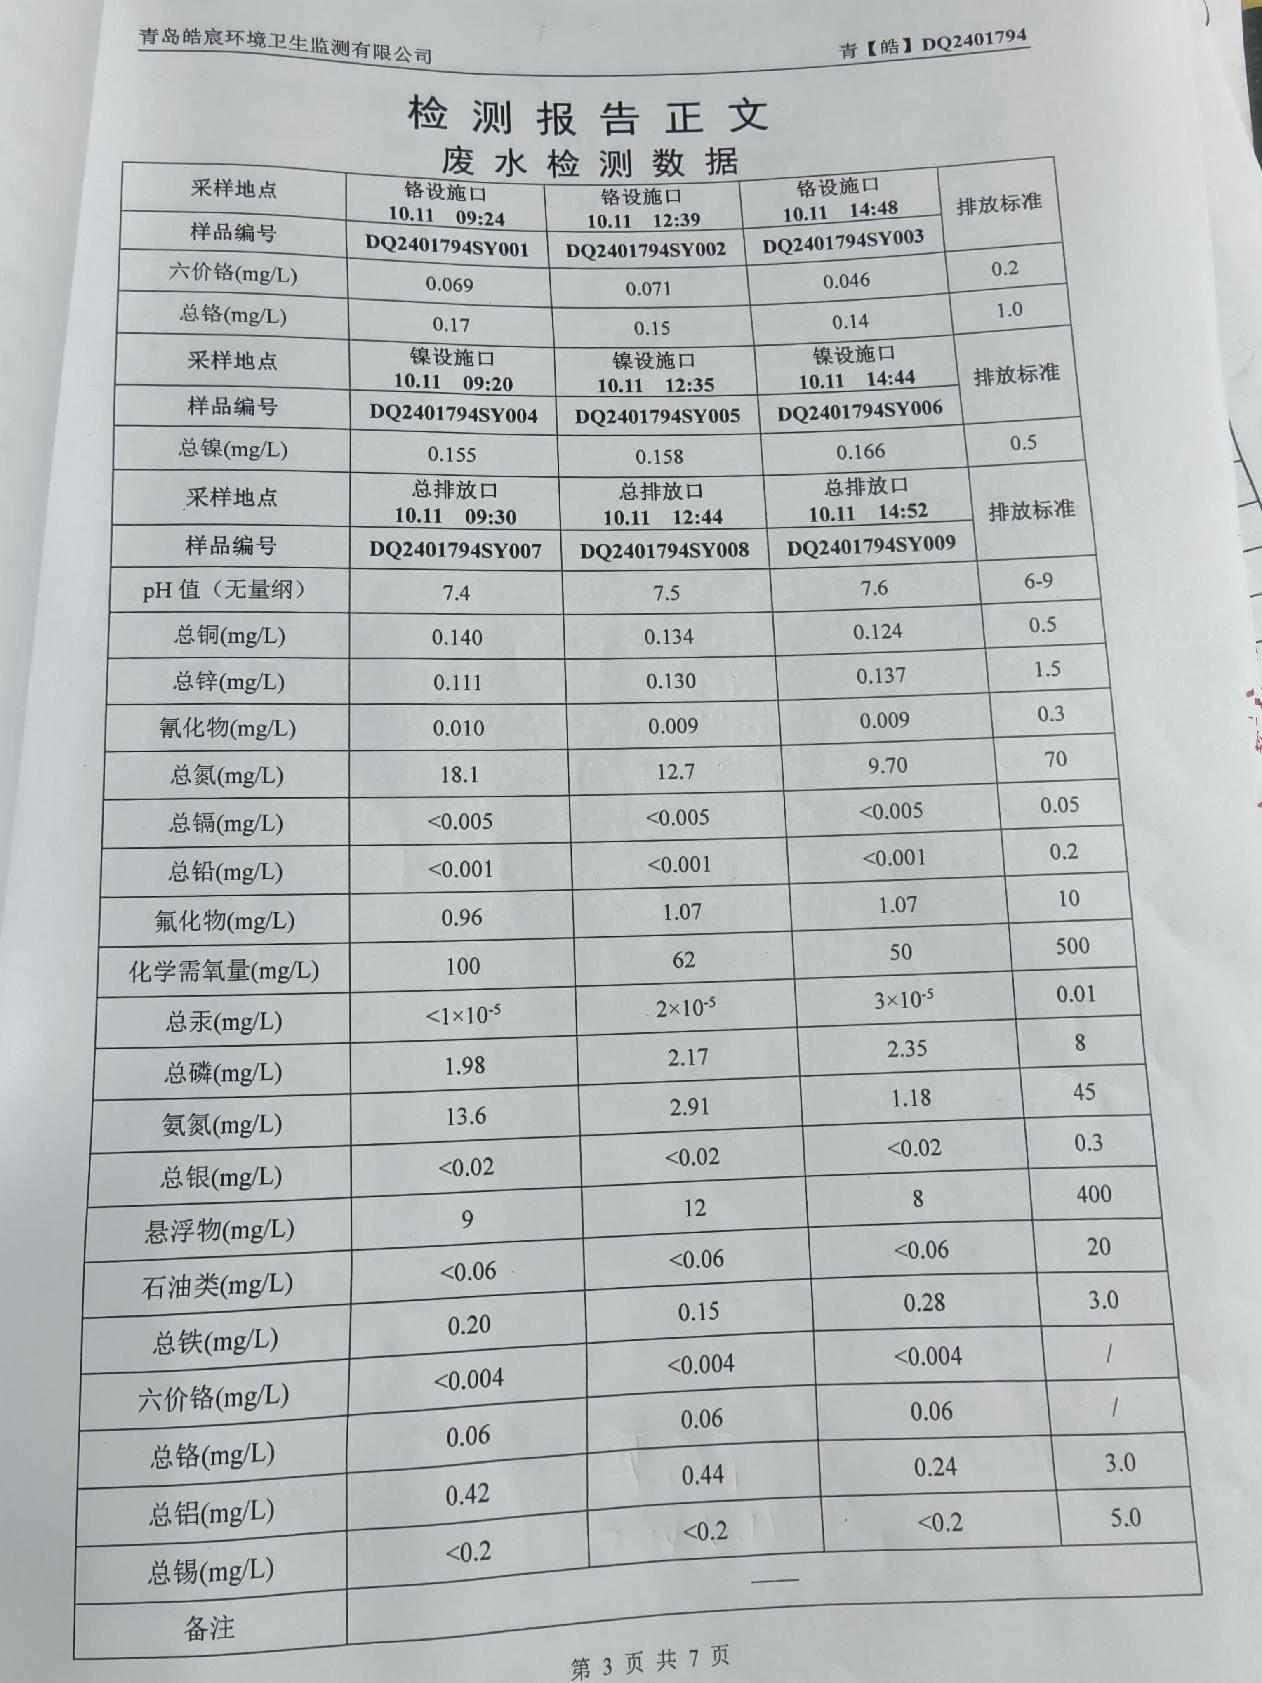 青岛皓宸环境卫生监测有限公司 青【皓】DQ2401794
检测报告正文
废水检测数据
采样地点 铬设施口 10.11 09:24 铬设施口 10.11 12:39 铬设施口 10.11 14:48 排放标准
样品编号 DQ2401794SY001 DQ2401794SY002 DQ2401794SY003
六价铬(mg/L) 0.069 0.071 0.046 0.2
总铬(mg/L) 0.17 0.15 0.14 1.0
采样地点 镍设施口 10.11 09:20 镍设施口 10.11 12:35 镍设施口 10.11 14:44 排放标准
样品编号 DQ2401794SY004 DQ2401794SY005 DQ2401794SY006
总镍(mg/L) 0.155 0.158 0.166 0.5
采样地点 总排放口 10.11 09:30 总排放口 10.11 12:44 总排放口 10.11 14:52 排放标准
样品编号 DQ2401794SY007 DQ2401794SY008 DQ2401794SY009
pH 值（无量纲） 7.4 7.5 7.6 6-9
总铜(mg/L) 0.140 0.134 0.124 0.5
总锌(mg/L) 0.111 0.130 0.137 1.5
氰化物(mg/L) 0.010 0.009 0.009 0.3
总氮(mg/L) 18.1 12.7 9.70 70
总镉(mg/L) <0.005 <0.005 <0.005 0.05
总铅(mg/L) <0.001 <0.001 <0.001 0.2
氟化物(mg/L) 0.96 1.07 1.07 10
化学需氧量(mg/L) 100 62 50 500
总汞(mg/L) <1×10⁻⁵ 2×10⁻⁵ 3×10⁻⁵ 0.01
总磷(mg/L) 1.98 2.17 2.35 8
氨氮(mg/L) 13.6 2.91 1.18 45
总银(mg/L) <0.02 <0.02 <0.02 0.3
悬浮物(mg/L) 9 12 8 400
石油类(mg/L) <0.06 <0.06 <0.06 20
总铁(mg/L) 0.20 0.15 0.28 3.0
六价铬(mg/L) <0.004 <0.004 <0.004 /
总铬(mg/L) 0.06 0.06 0.06 /
总铝(mg/L) 0.42 0.44 0.24 3.0
总锡(mg/L) <0.2 <0.2 <0.2 5.0
备注 ——
第 3 页 共 7 页